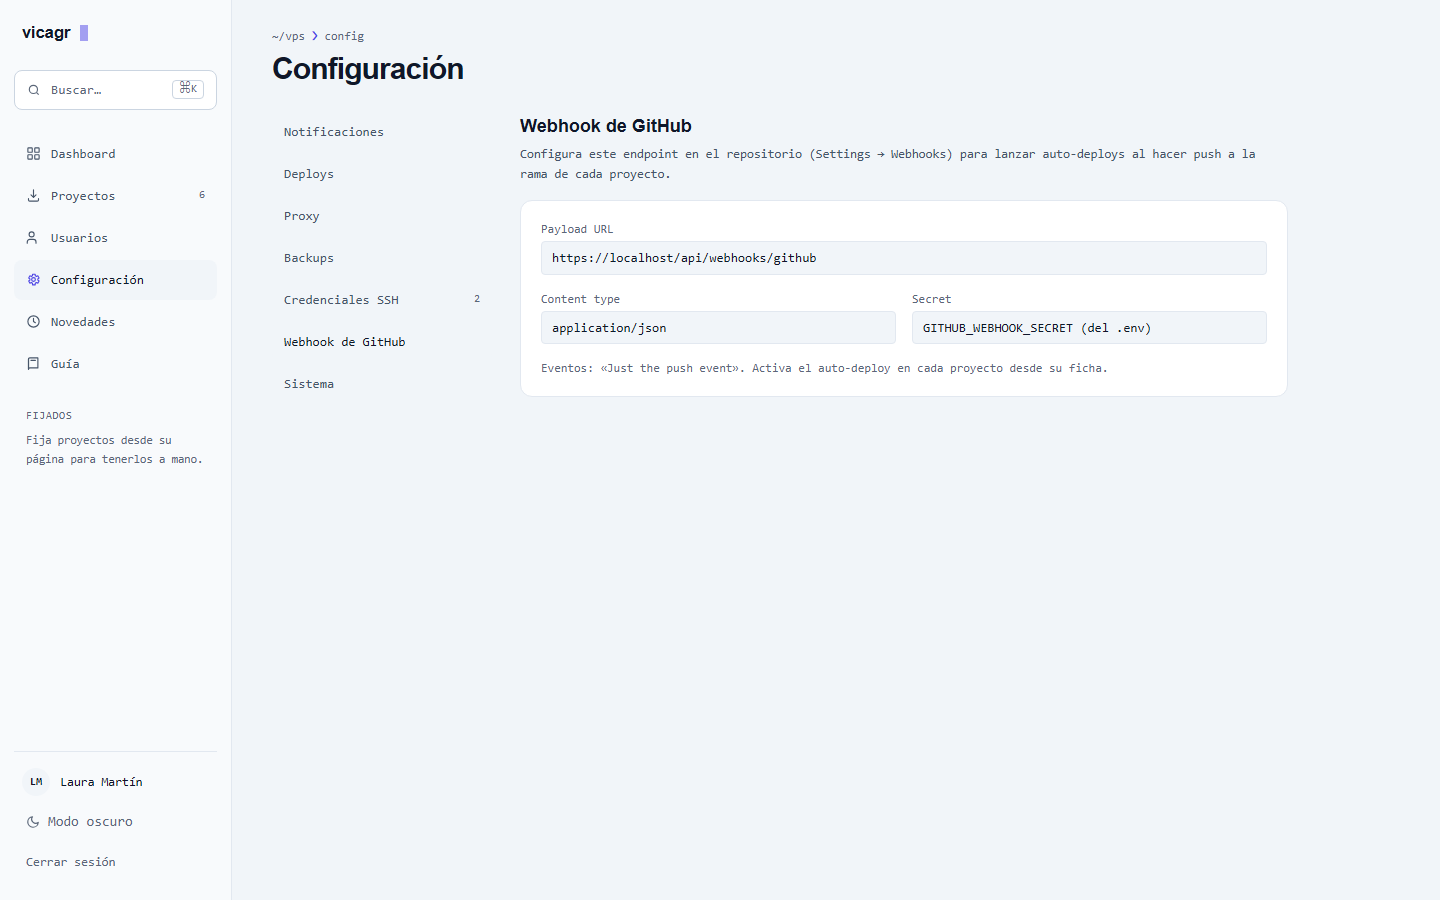 vicagr
Buscar…
⌘K
Dashboard
Proyectos 6
Usuarios
Configuración
Novedades
Guía
FIJADOS
Fija proyectos desde su
página para tenerlos a mano.
LM Laura Martín
Modo oscuro
Cerrar sesión
~/vps ❯ config
Configuración
Notificaciones
Deploys
Proxy
Backups
Credenciales SSH 2
Webhook de GitHub
Sistema
Webhook de GitHub
Configura este endpoint en el repositorio (Settings → Webhooks) para lanzar auto-deploys al hacer push a la
rama de cada proyecto.
Payload URL
https://localhost/api/webhooks/github
Content type
application/json
Secret
GITHUB_WEBHOOK_SECRET (del .env)
Eventos: «Just the push event». Activa el auto-deploy en cada proyecto desde su ficha.